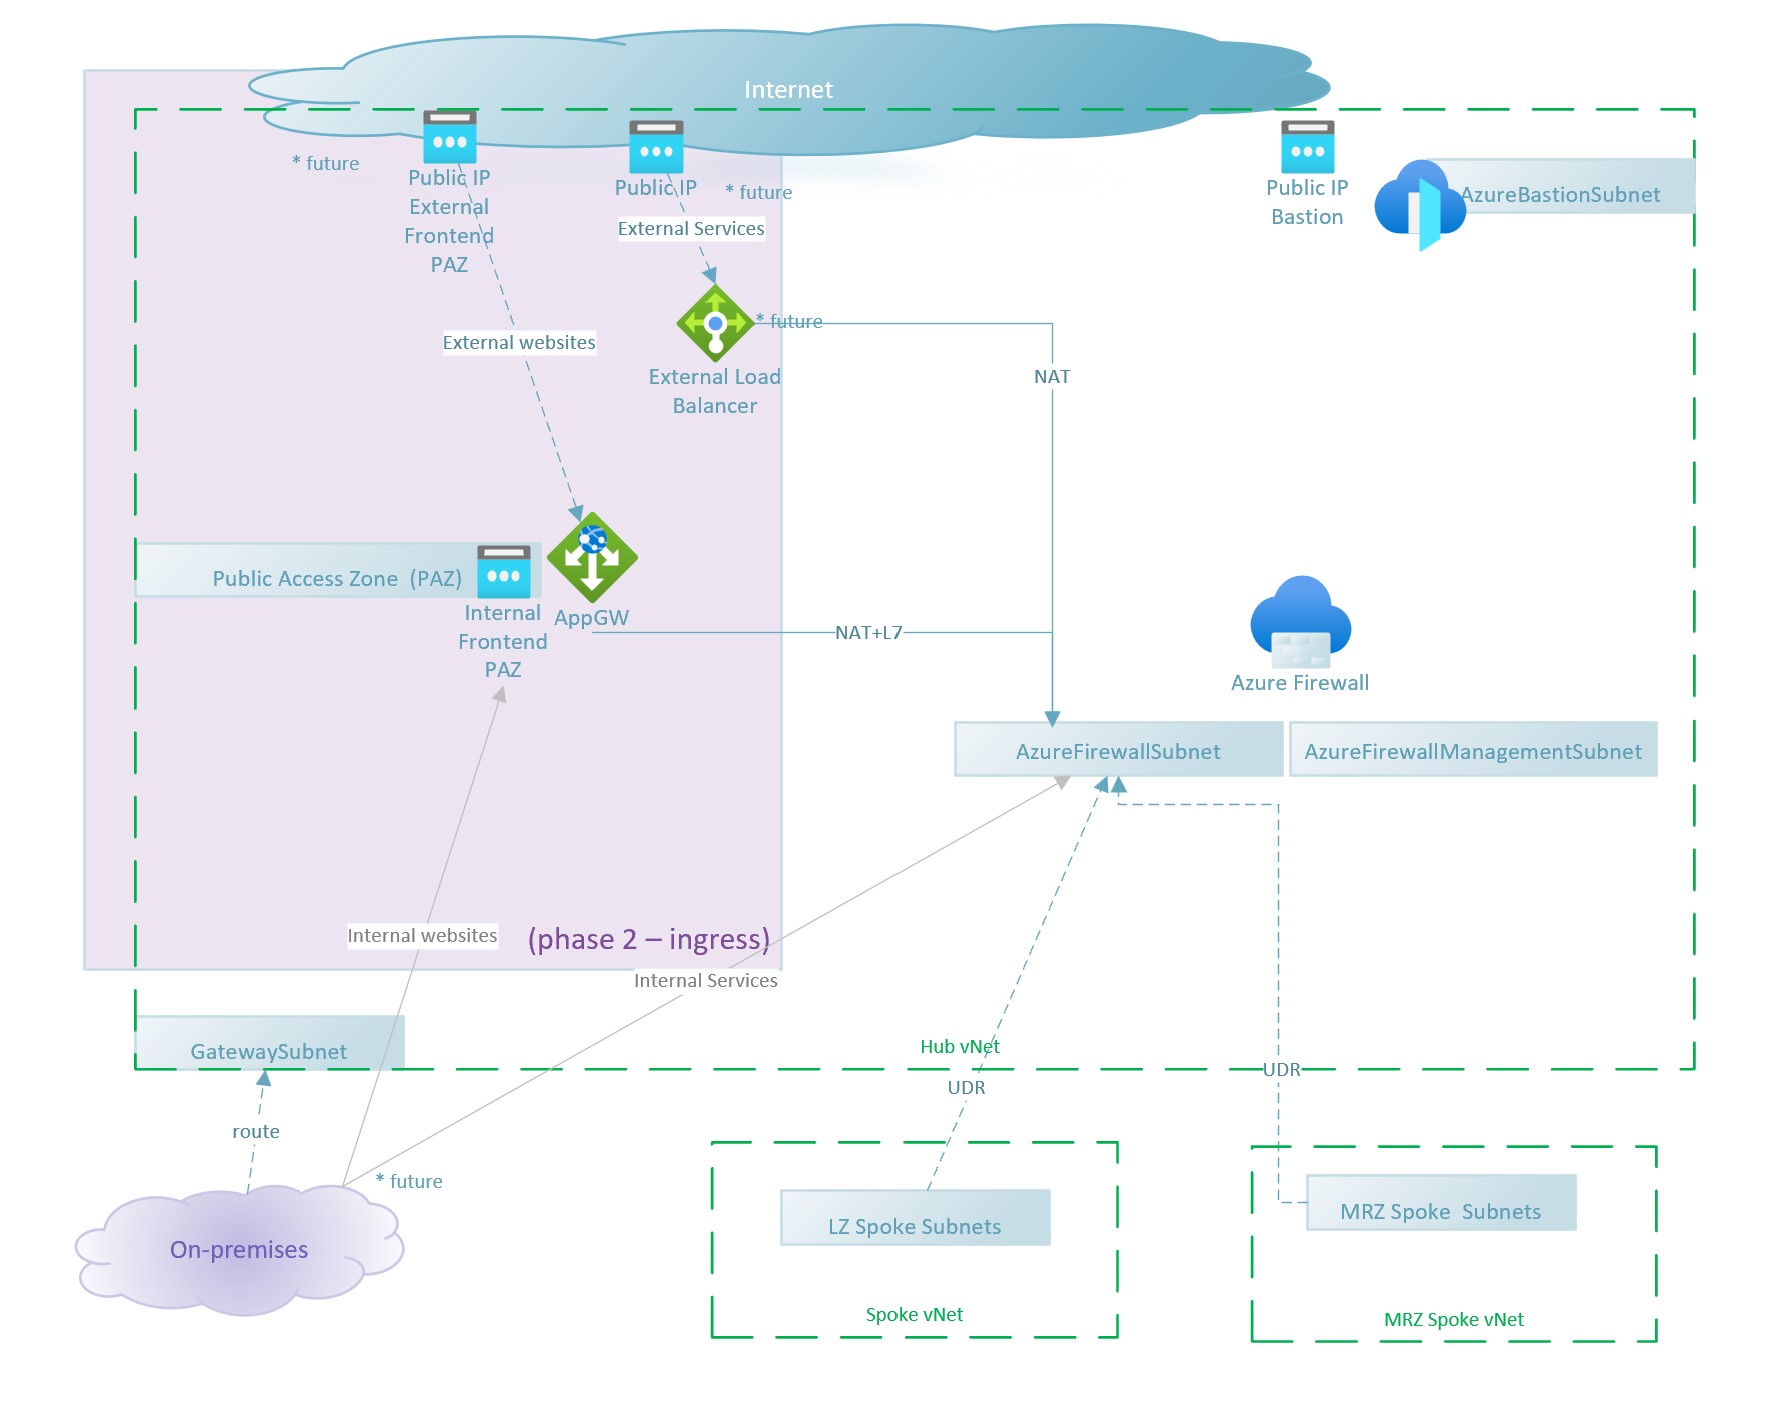 Internet
* future
Public IP
External
Frontend
PAZ
Public IP
* future
External Services
Public IP
Bastion
AzureBastionSubnet
* future
External websites
External Load
Balancer
NAT
Public Access Zone  (PAZ)
Internal
Frontend
PAZ
AppGW
NAT+L7
Azure Firewall
AzureFirewallSubnet
AzureFirewallManagementSubnet
Internal websites
(phase 2 – ingress)
Internal Services
GatewaySubnet
Hub vNet
UDR
UDR
route
* future
On-premises
LZ Spoke Subnets
Spoke vNet
MRZ Spoke  Subnets
MRZ Spoke vNet